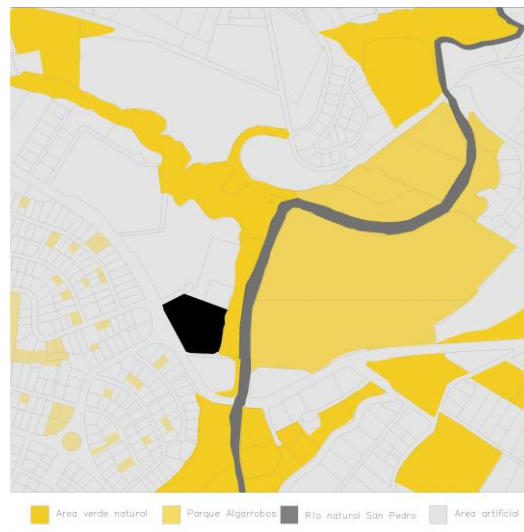 Area verde natural
Parque Algarrobos
Río natural San Pedro
Area artificial